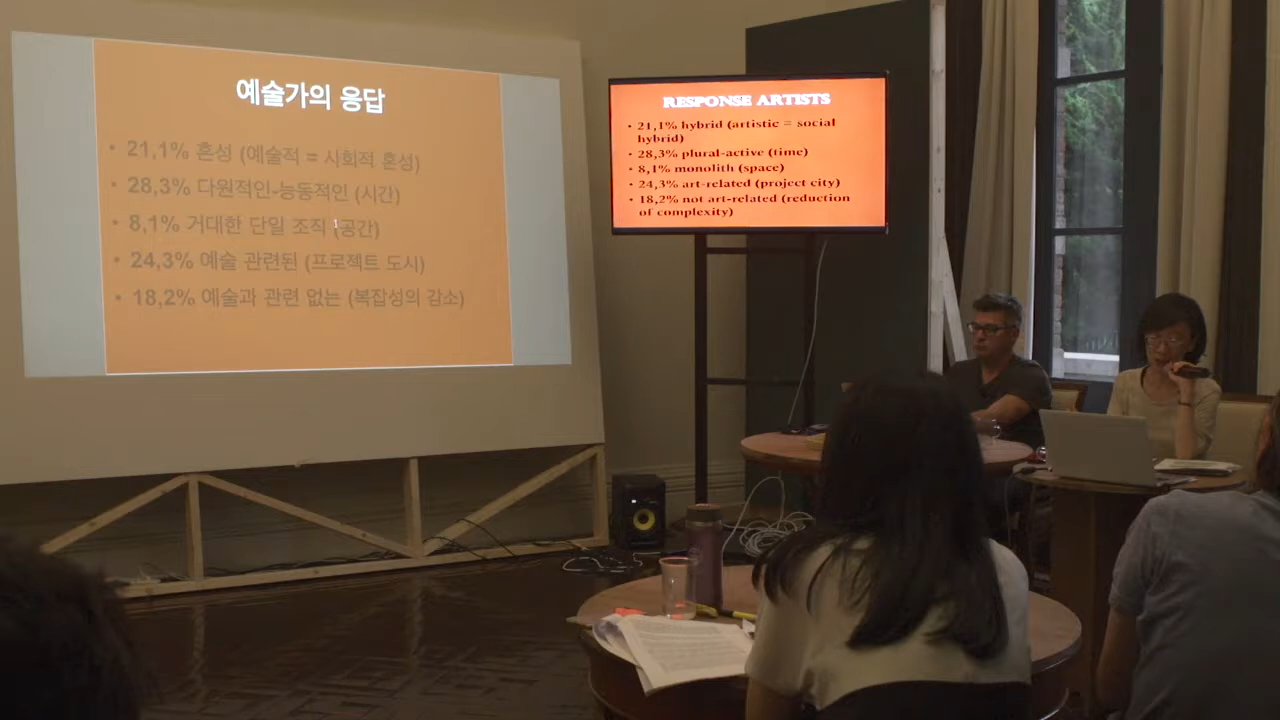 예술가의 응답
• 21,1% 혼성 (예술적 = 사회적 혼성)
• 28,3% 다원적인-능동적인 (시간)
• 8,1% 거대한 단일 조직 (공간)
• 24,3% 예술 관련된 (프로젝트 도시)
• 18,2% 예술과 관련 없는 (복잡성의 감소)
RESPONSE ARTISTS
• 21,1% hybrid (artistic = social
hybrid)
• 28,3% plural-active (time)
• 8,1% monolith (space)
• 24,3% art-related (project city)
• 18,2% not art-related (reduction
of complexity)